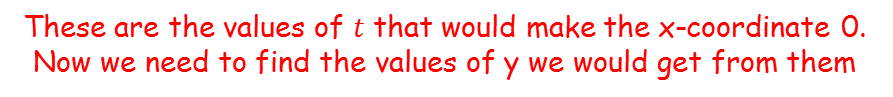 These are the values of t that would make the x-coordinate 0.
Now we need to find the values of y we would get from them